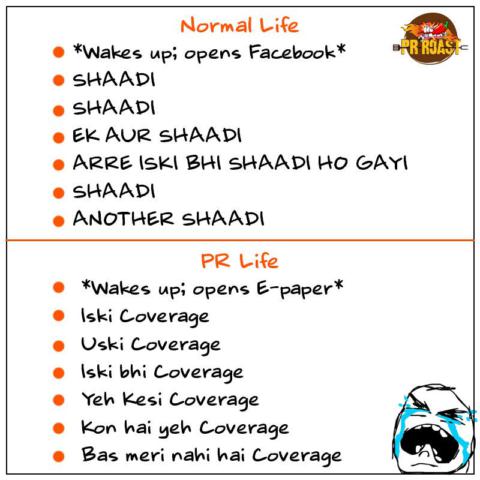 Normal Life
PR ROAST
*Wakes up; opens Facebook*
SHAADI
SHAADI
EK AUR SHAADI
ARRE ISKI BHI SHAADI HO GAYI
SHAADI
ANOTHER SHAADI
PR Life
*Wakes up; opens E-paper*
Iski Coverage
Uski Coverage
Iski bhi Coverage
Yeh Kesi Coverage
Kon hai yeh Coverage
Bas meri nahi hai Coverage